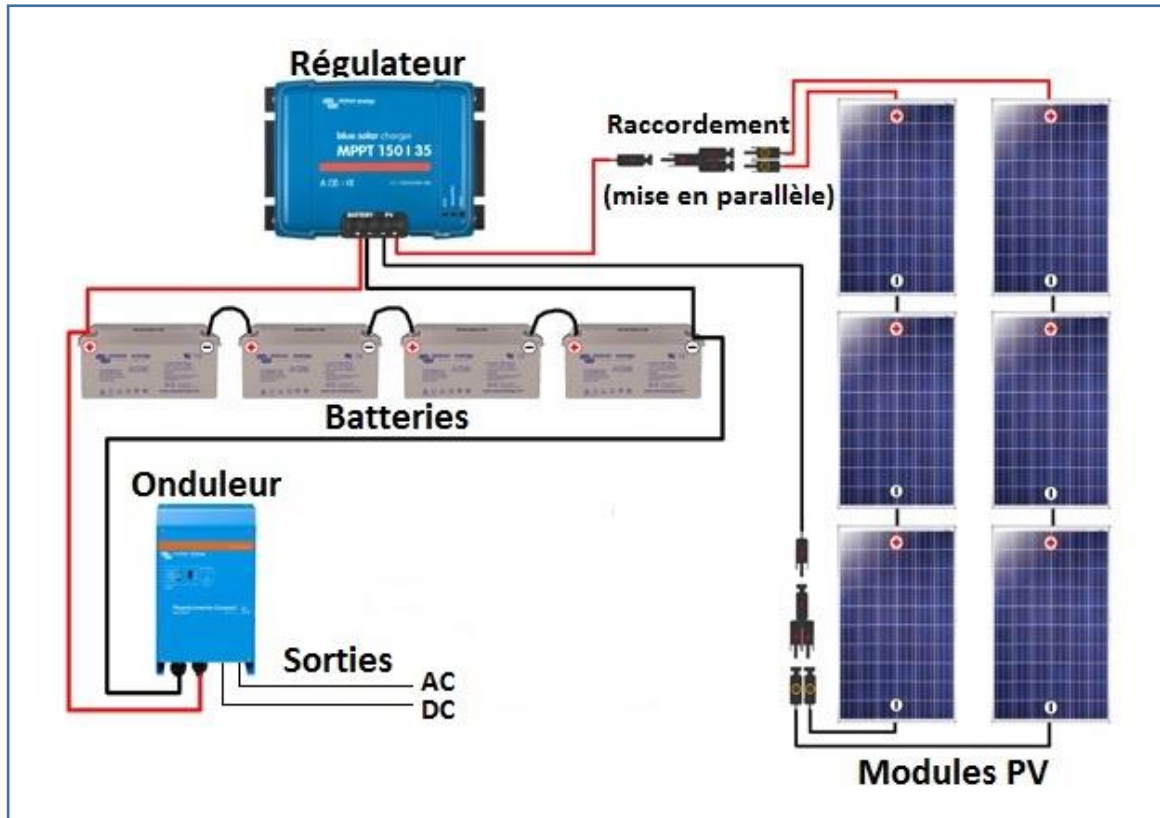 Régulateur
blue solar charger
MPPT 150 I 35
BATTERY PV
Raccordement
(mise en parallèle)
Batteries
Onduleur
Sorties
AC
DC
Modules PV